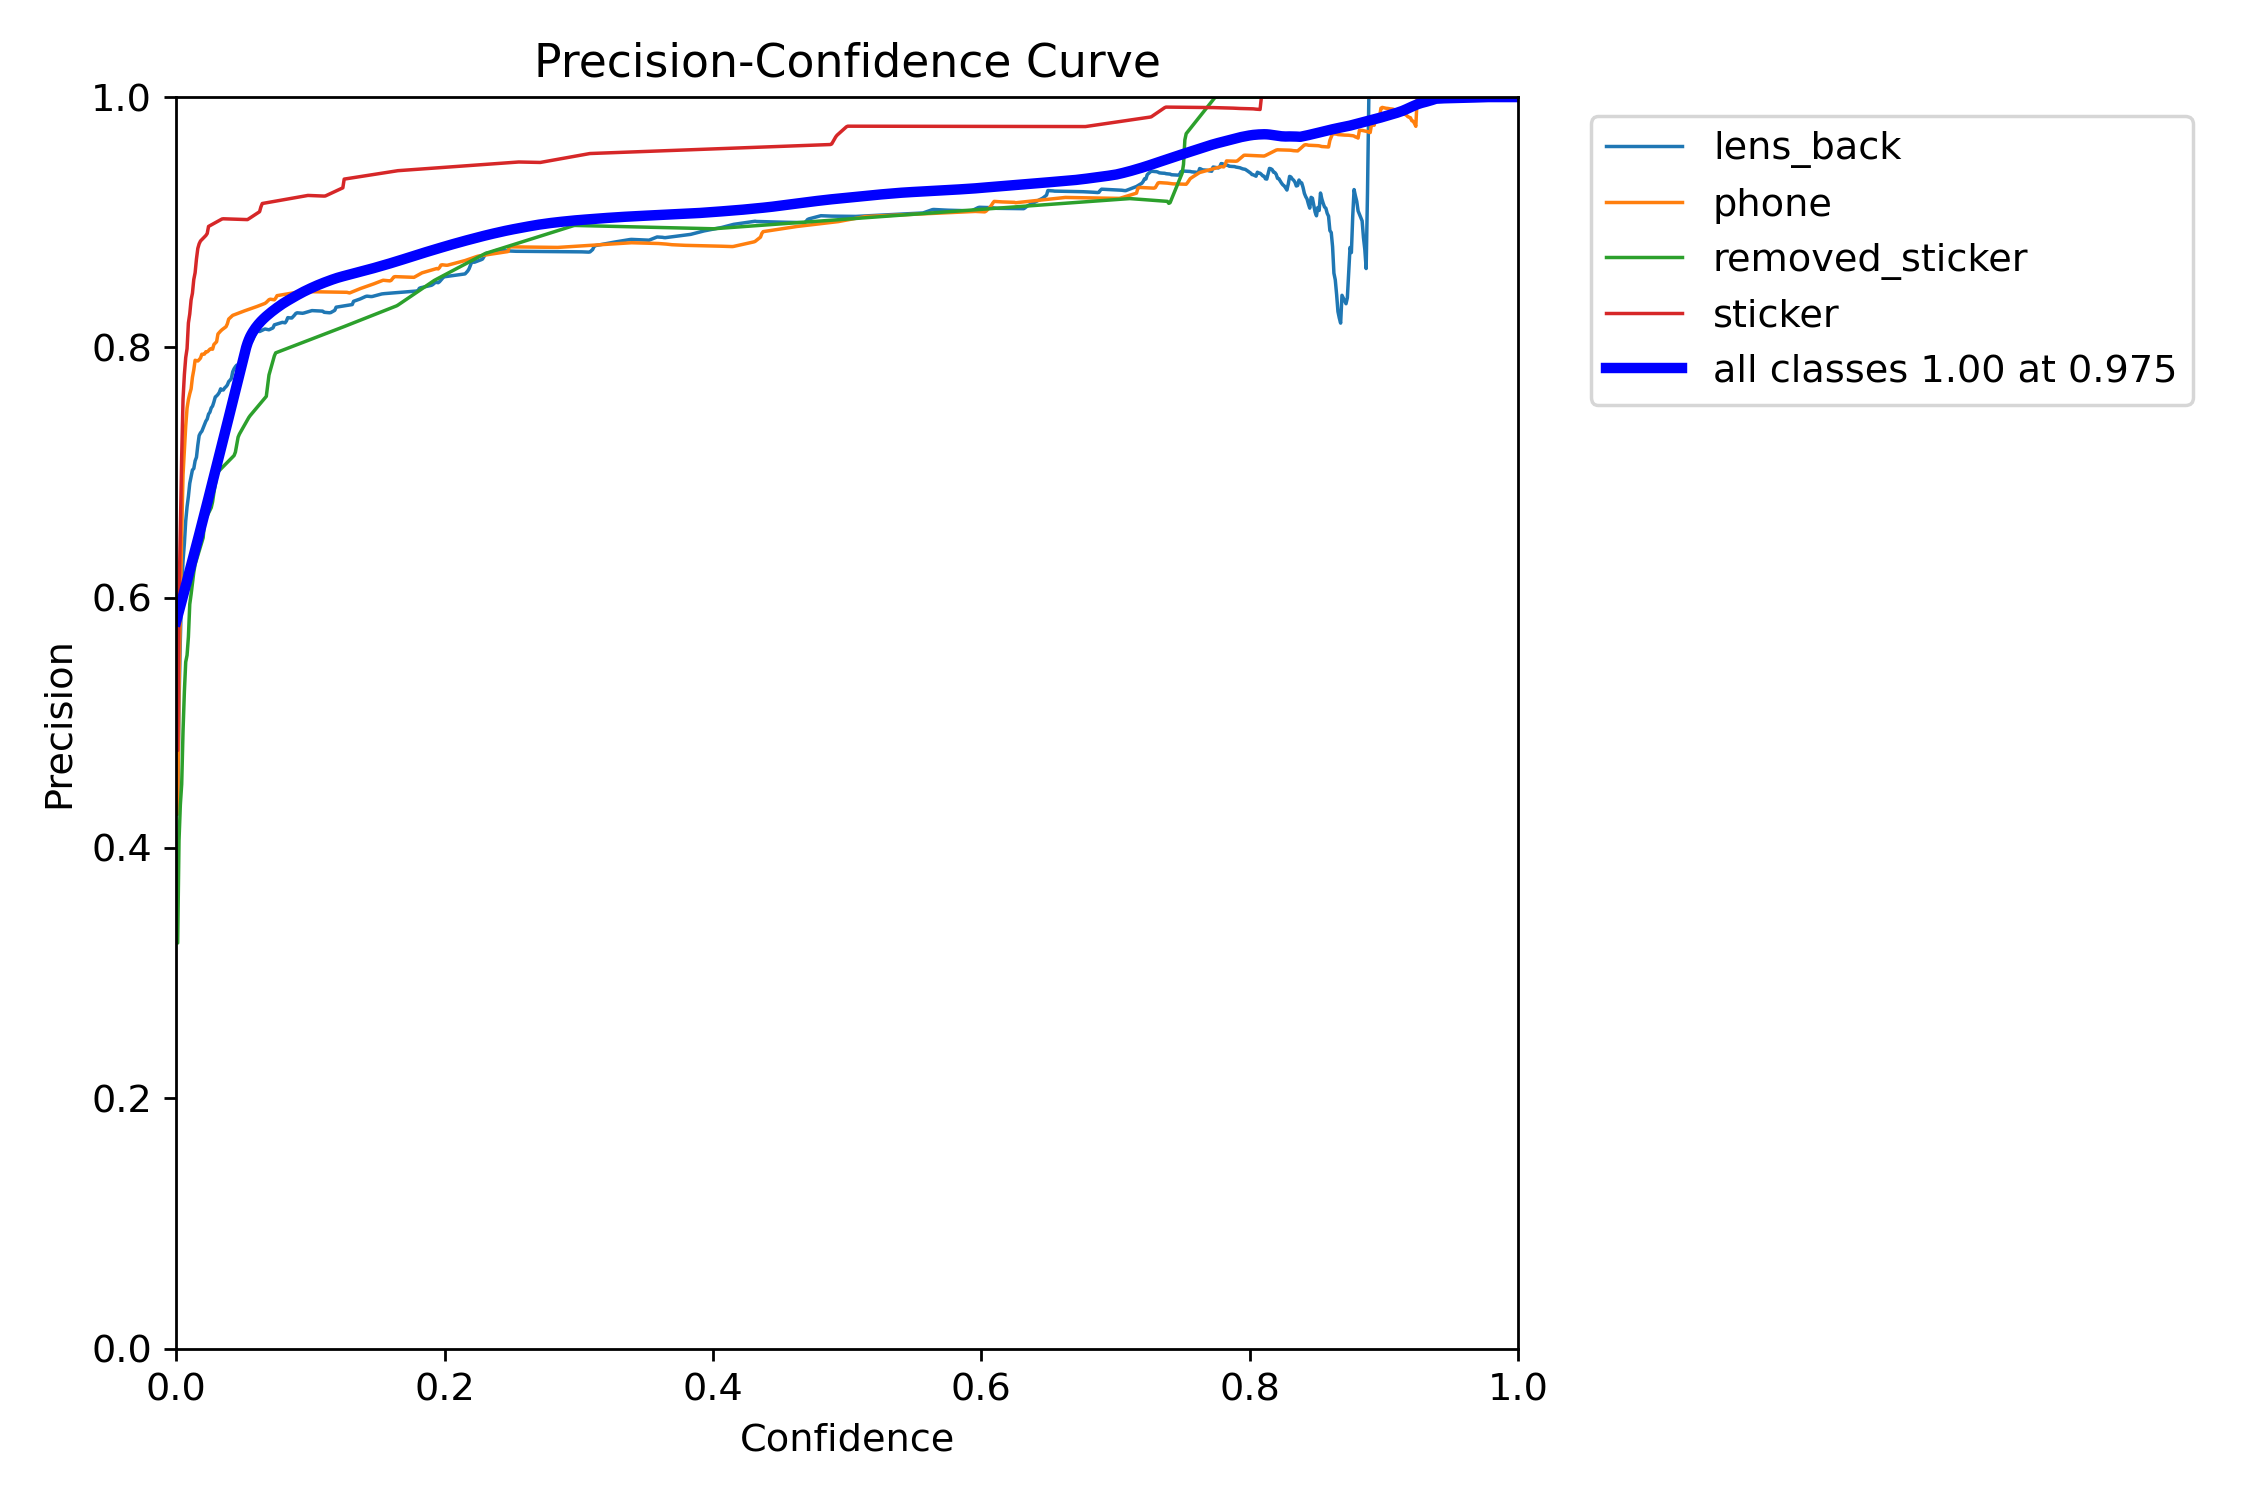 Precision-Confidence Curve
1.0
0.8
0.6
0.4
0.2
0.0
Precision
0.0 0.2 0.4 0.6 0.8 1.0
Confidence
lens_back
phone
removed_sticker
sticker
all classes 1.00 at 0.975